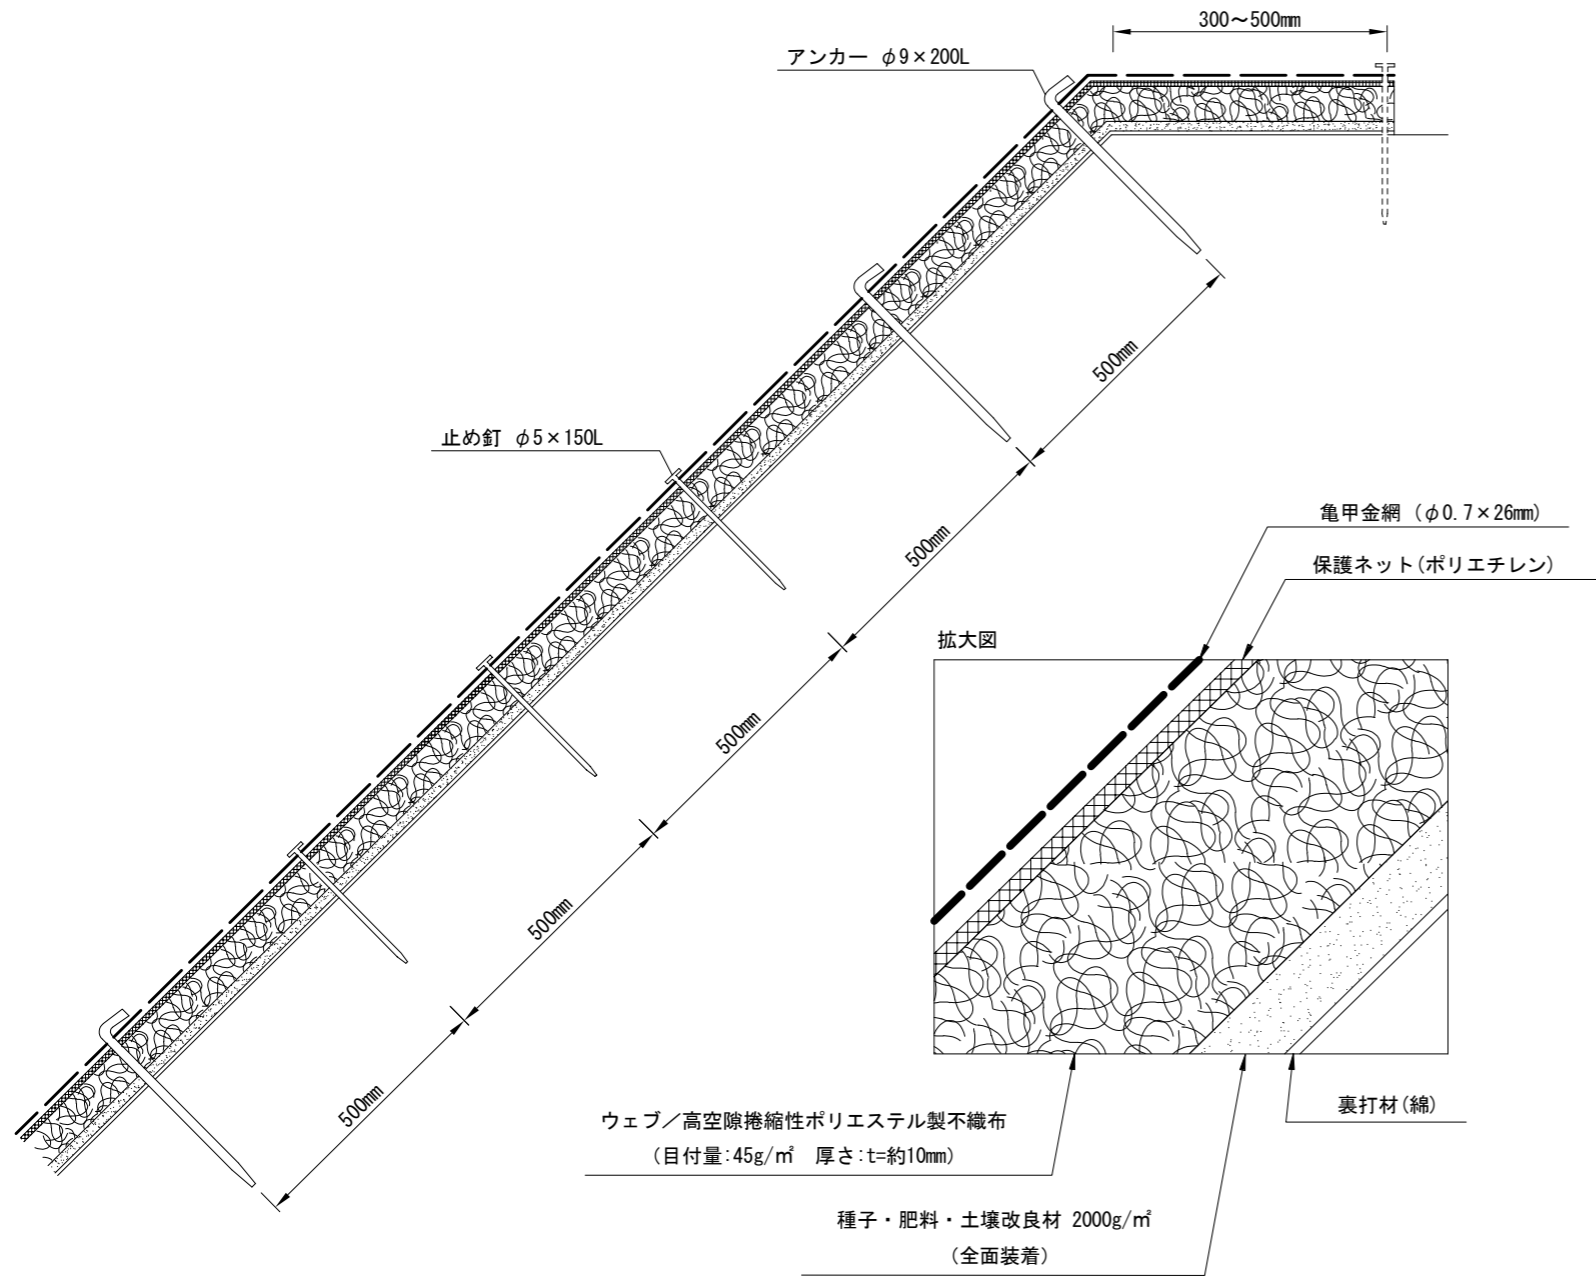 300～500mm
アンカー φ9×200L
500mm
止め釘 φ5×150L
500mm
亀甲金網 (φ0.7×26mm)
保護ネット(ポリエチレン)
拡大図
500mm
500mm
500mm
裏打材(綿)
ウェブ／高空隙捲縮性ポリエステル製不織布
(目付量:45g/㎡ 厚さ:t=約10mm)
種子・肥料・土壌改良材 2000g/㎡
(全面装着)